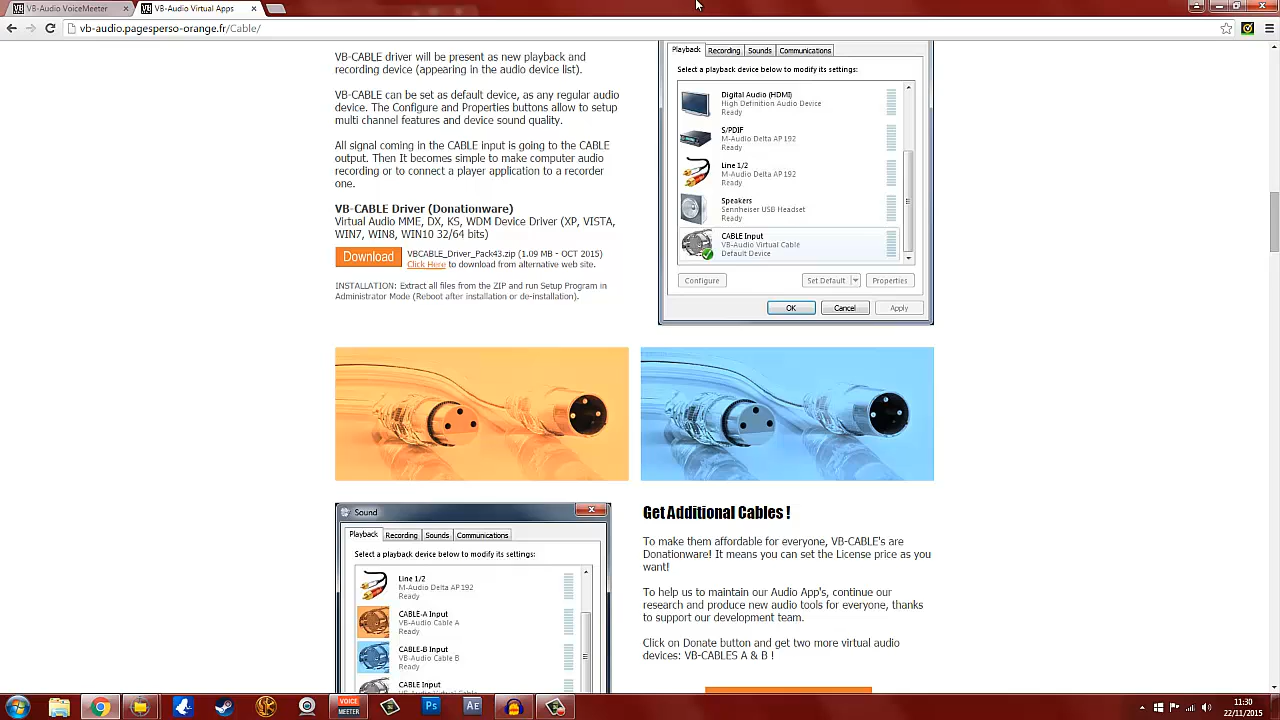 VB-Audio VoiceMeeter
VB-Audio Virtual Apps
vb-audio.pagesperso-orange.fr/Cable/
VB-CABLE driver will be present as new playback and
recording device (appearing in the audio device list).
VB-CABLE can be set as default device, as any regular audio
device. The Configure and Properties buttons allow to setup
multichannel features and device sound quality.
All signal coming in the CABLE input is going to the CABLE
output. Then It becomes simple to make computer audio
recording or to connect a player application to a recorder
one.
VB-CABLE Driver (Donationware)
Virtual Audio MME, DX, KS, WDM Device Driver (XP, VISTA,
WIN7, WIN8, WIN10 32/64 bits)
Download
VBCABLE_Driver_Pack43.zip (1.09 MB - OCT 2015)
Click Here to download from alternative web site.
INSTALLATION: Extract all files from the ZIP and run Setup Program in
Administrator Mode (Reboot after installation or de-installation).
Playback Recording Sounds Communications
Select a playback device below to modify its settings:
Digital Audio (HDMI)
High Definition Audio Device
Ready
S/PDIF
M-Audio Delta AP 192
Ready
Line 1/2
M-Audio Delta AP 192
Ready
Speakers
Sennheiser USB Headset
Ready
CABLE Input
VB-Audio Virtual Cable
Default Device
Configure Set Default Properties
OK Cancel Apply
Sound
Playback Recording Sounds Communications
Select a playback device below to modify its settings:
Line 1/2
M-Audio Delta AP 192
Ready
CABLE-A Input
VB-Audio Cable A
Ready
CABLE-B Input
VB-Audio Cable B
Ready
CABLE Input
VB-Audio Virtual Cable
Get Additional Cables !
To make them affordable for everyone, VB-CABLE's are
Donationware! It means you can set the License price as you
want!
To help us to maintain our Audio App's, continue our
research and produce new audio tools for everyone, thanks
to support our development team.
Click on Donate button and get two more virtual audio
devices: VB-CABLES A & B !
VOICE
MEETER
Ps
Ae
11:30
22/11/2015